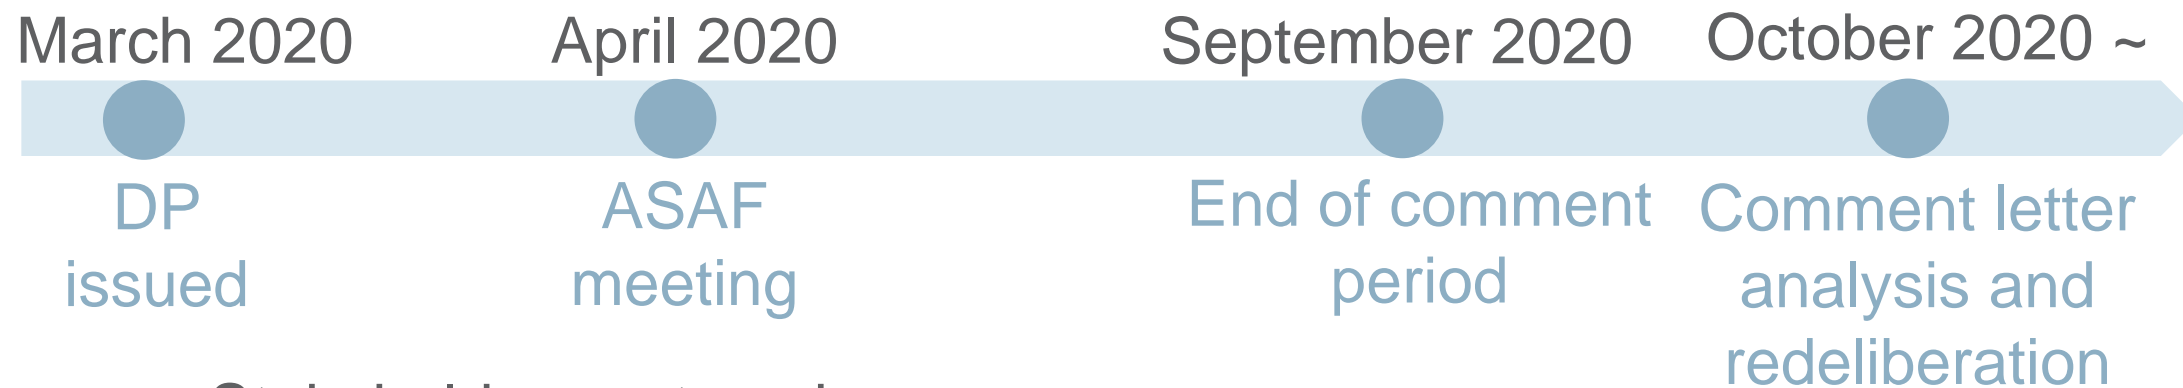 March 2020
April 2020
September 2020
October 2020 ~
DP
issued
ASAF
meeting
End of comment
period
Comment letter
analysis and
redeliberation